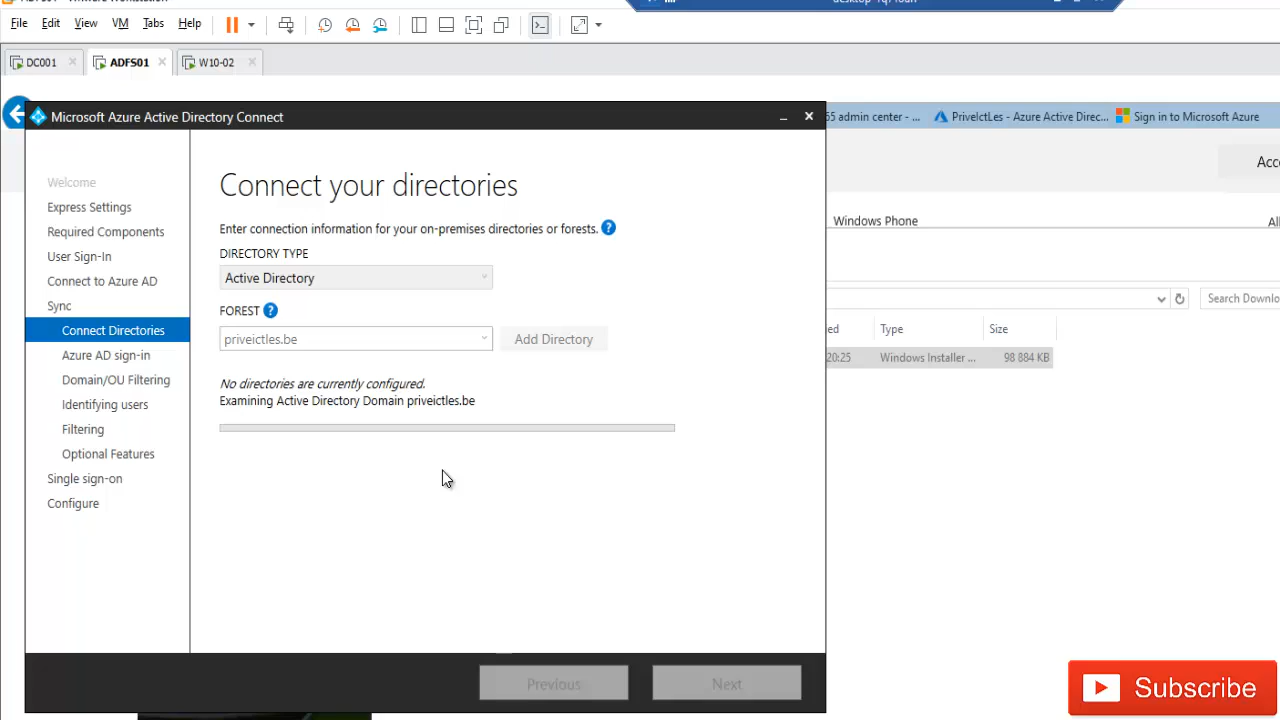 File Edit View VM Tabs Help
DC001 ADFS01 W10-02
Microsoft Azure Active Directory Connect
65 admin center - ... PriveIctLes - Azure Active Direc... Sign in to Microsoft Azure
Welcome
Express Settings
Required Components
User Sign-In
Connect to Azure AD
Sync
Connect Directories
Azure AD sign-in
Domain/OU Filtering
Identifying users
Filtering
Optional Features
Single sign-on
Configure
Connect your directories
Enter connection information for your on-premises directories or forests. ?
DIRECTORY TYPE
Active Directory
FOREST ?
priveictles.be Add Directory
No directories are currently configured.
Examining Active Directory Domain priveictles.be
Previous Next
Acc
Windows Phone All
Search Downlo
ed Type Size
20:25 Windows Installer ... 98 884 KB
Subscribe